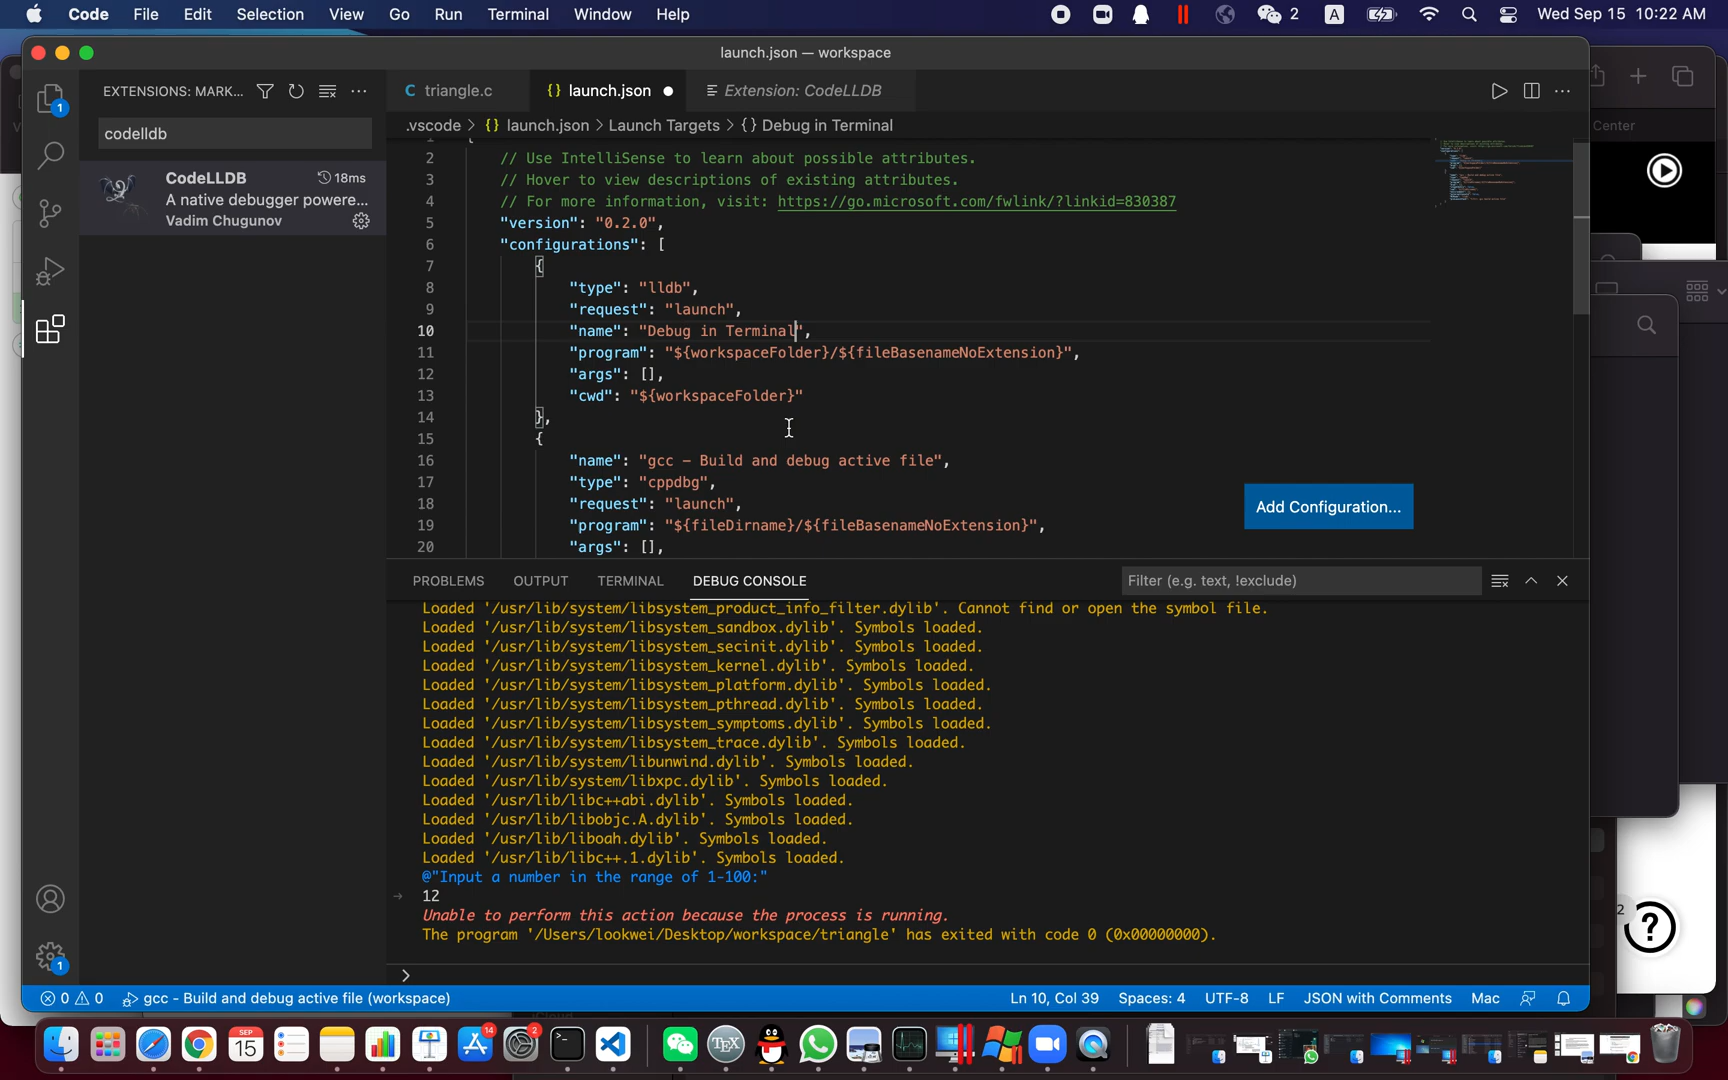 Code File Edit Selection View Go Run Terminal Window Help 2 A Wed Sep 15 10:22 AM
launch.json — workspace
EXTENSIONS: MARK...
triangle.c
launch.json
Extension: CodeLLDB
codelldb
CodeLLDB 18ms
A native debugger powere...
Vadim Chugunov
.vscode > {} launch.json > Launch Targets > {} Debug in Terminal
2 // Use IntelliSense to learn about possible attributes.
3 // Hover to view descriptions of existing attributes.
4 // For more information, visit: https://go.microsoft.com/fwlink/?linkid=830387
5 "version": "0.2.0",
6 "configurations": [
7 {
8 "type": "lldb",
9 "request": "launch",
10 "name": "Debug in Terminal",
11 "program": "${workspaceFolder}/${fileBasenameNoExtension}",
12 "args": [],
13 "cwd": "${workspaceFolder}"
14 },
15 {
16 "name": "gcc - Build and debug active file",
17 "type": "cppdbg",
18 "request": "launch",
19 "program": "${fileDirname}/${fileBasenameNoExtension}",
20 "args": [],
Add Configuration...
Center
PROBLEMS OUTPUT TERMINAL DEBUG CONSOLE
Filter (e.g. text, !exclude)
Loaded '/usr/lib/system/libsystem_product_info_filter.dylib'. Cannot find or open the symbol file.
Loaded '/usr/lib/system/libsystem_sandbox.dylib'. Symbols loaded.
Loaded '/usr/lib/system/libsystem_secinit.dylib'. Symbols loaded.
Loaded '/usr/lib/system/libsystem_kernel.dylib'. Symbols loaded.
Loaded '/usr/lib/system/libsystem_platform.dylib'. Symbols loaded.
Loaded '/usr/lib/system/libsystem_pthread.dylib'. Symbols loaded.
Loaded '/usr/lib/system/libsystem_symptoms.dylib'. Symbols loaded.
Loaded '/usr/lib/system/libsystem_trace.dylib'. Symbols loaded.
Loaded '/usr/lib/system/libunwind.dylib'. Symbols loaded.
Loaded '/usr/lib/system/libxpc.dylib'. Symbols loaded.
Loaded '/usr/lib/libc++abi.dylib'. Symbols loaded.
Loaded '/usr/lib/libobjc.A.dylib'. Symbols loaded.
Loaded '/usr/lib/liboah.dylib'. Symbols loaded.
Loaded '/usr/lib/libc++.1.dylib'. Symbols loaded.
@"Input a number in the range of 1-100:"
12
Unable to perform this action because the process is running.
The program '/Users/lookwei/Desktop/workspace/triangle' has exited with code 0 (0x00000000).
0 0 gcc - Build and debug active file (workspace)
Ln 10, Col 39 Spaces: 4 UTF-8 LF JSON with Comments Mac
SEP
15
14
2
TEX